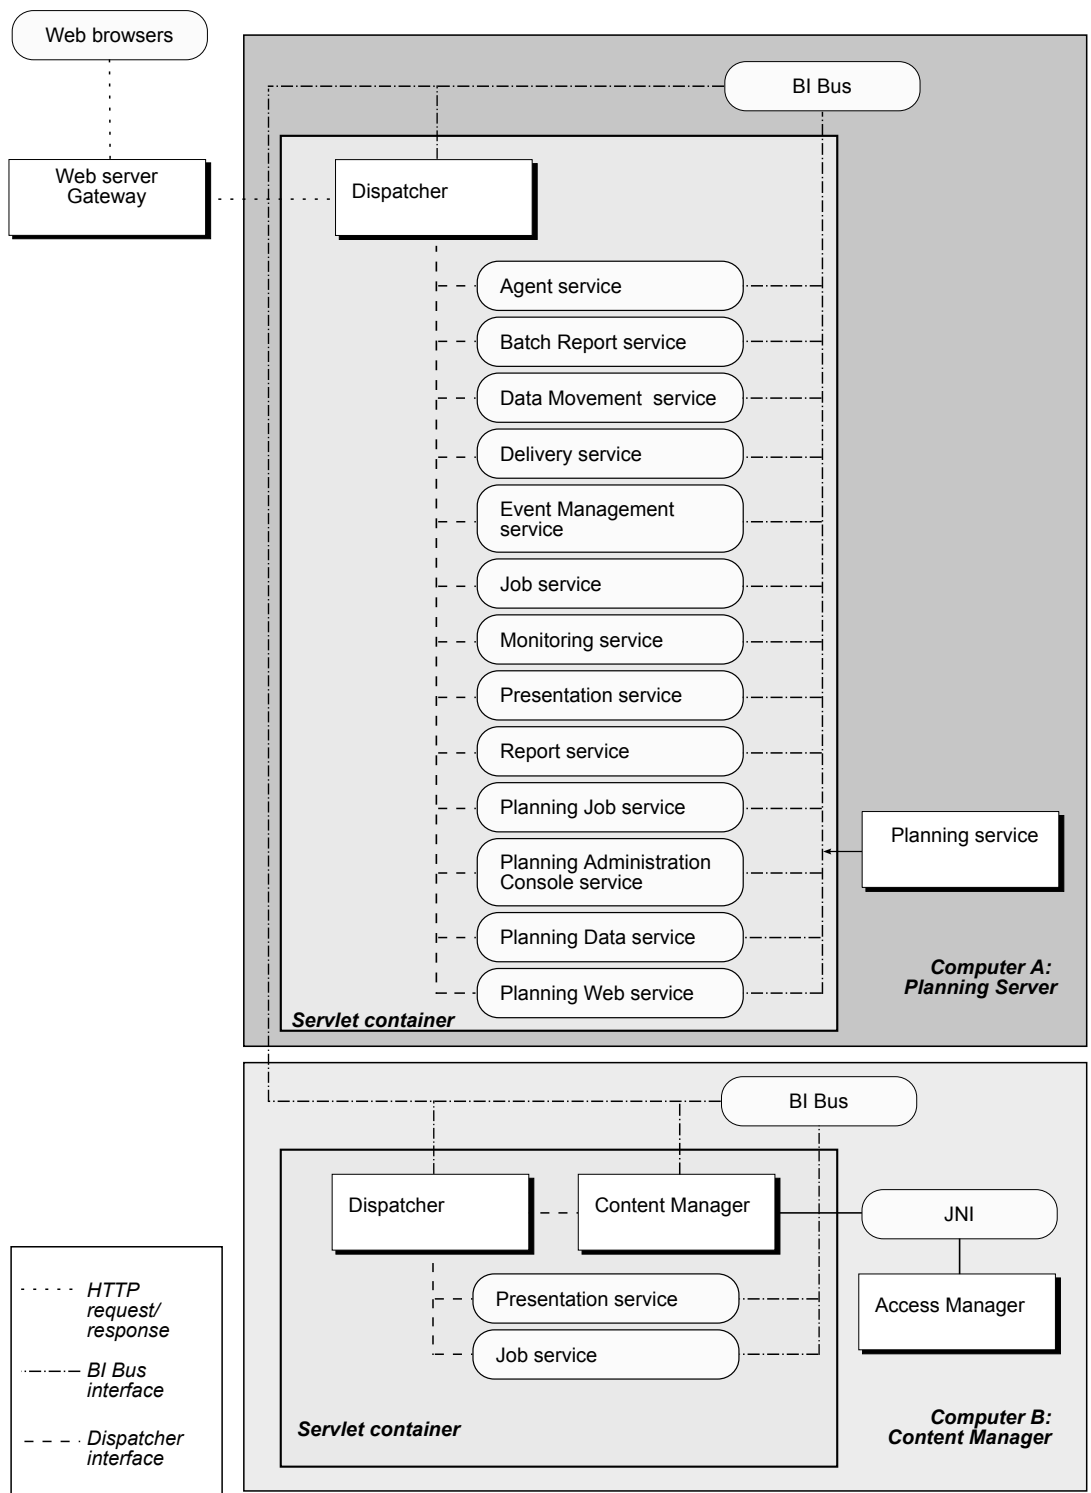 Web browsers
BI Bus
Web server
Gateway
Dispatcher
Agent service
Batch Report service
Data Movement service
Delivery service
Event Management
service
Job service
Monitoring service
Presentation service
Report service
Planning Job service
Planning service
Planning Administration
Console service
Planning Data service
Planning Web service
Computer A:
Planning Server
Servlet container
BI Bus
Dispatcher
Content Manager
JNI
Presentation service
Access Manager
Job service
Servlet container
Computer B:
Content Manager
HTTP
request/
response
BI Bus
interface
Dispatcher
interface